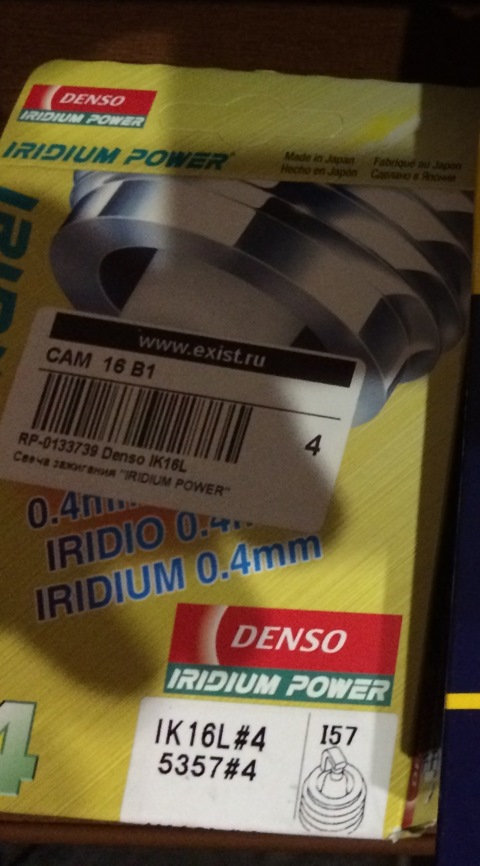 DENSO
IRIDIUM POWER
IRIDIUM POWER
Made in Japan Fabriqué au Japon
Hecho en Japón Сделано в Японии
www.exist.ru
CAM 16 B1
4
RP-0133739 Denso IK16L
Свеча зажигания "IRIDIUM POWER"
IRIDIO
IRIDIUM 0.4mm
DENSO
IRIDIUM POWER
4
IK16L#4
5357#4
I57